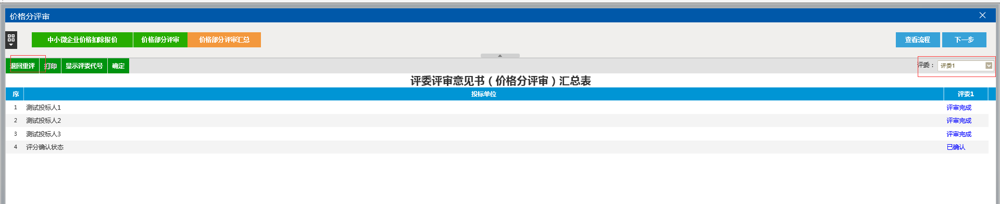 价格分评审
中小微企业价格扣除报价 价格部分评审 价格部分评审汇总 查看流程 下一步
退回重评 打印 显示评委代号 确定 评委： 评委1
评委评审意见书（价格分评审）汇总表
序 投标单位 评委1
1 测试投标人1 评审完成
2 测试投标人2 评审完成
3 测试投标人3 评审完成
4 评分确认状态 已确认